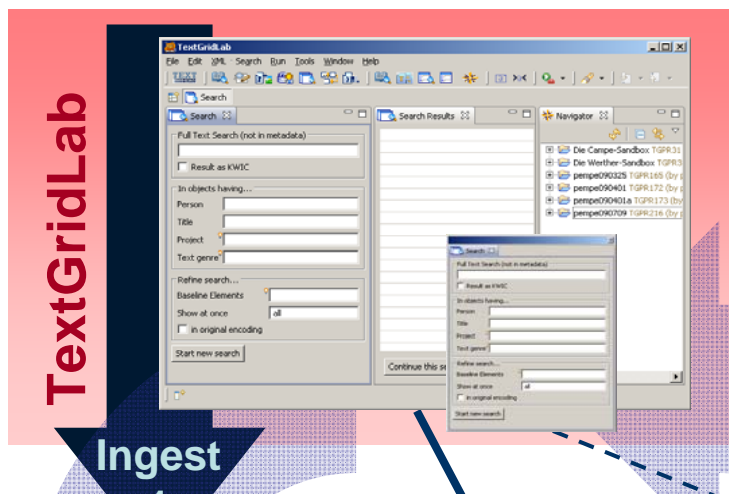 TextGridLab
TextGridLab
File Edit XML Search Run Tools Window Help
Search
Search
Search Results
Navigator
Full Text Search (not in metadata)
Result as KWIC
In objects having...
Person
Title
Project
Text genre
Refine search...
Baseline Elements
Show at once all
in original encoding
Start new search
Die Campe-Sandbox TGPR31
Die Werther-Sandbox TGPR3
pempe090325 TGPR165 (by p
pempe090401 TGPR172 (by p
pempe090401a TGPR173 (by
pempe090709 TGPR216 (by p
Continue this se
Search
Full Text Search (not in metadata)
Result as KWIC
In objects having...
Person
Title
Project
Text genre
Refine search...
Baseline Elements
Show at once all
in original encoding
Start new search
Ingest